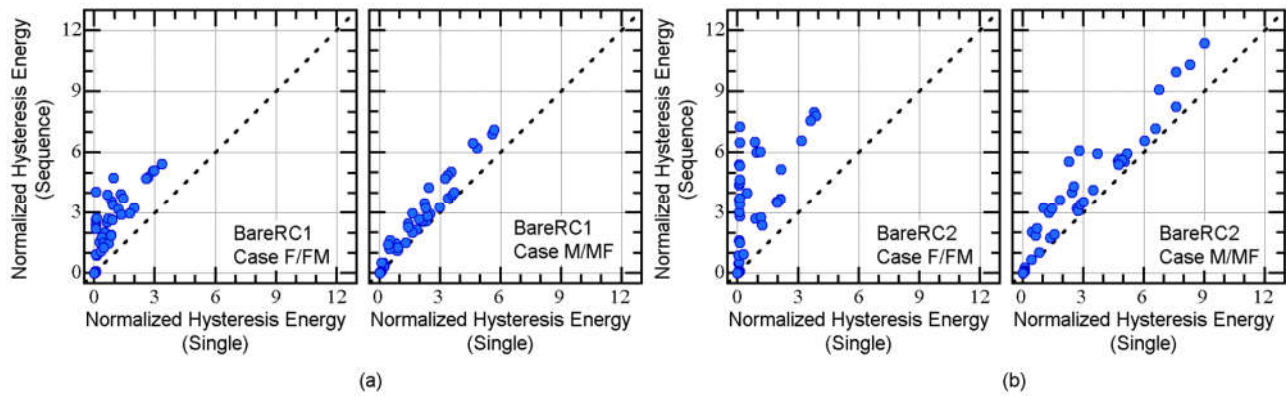 Normalized Hysteresis Energy
(Sequence)
12
9
6
3
0
BareRC1
Case F/FM
0 3 6 9 12
Normalized Hysteresis Energy
(Single)
BareRC1
Case M/MF
0 3 6 9 12
Normalized Hysteresis Energy
(Single)
(a)
Normalized Hysteresis Energy
(Sequence)
12
9
6
3
0
BareRC2
Case F/FM
0 3 6 9 12
Normalized Hysteresis Energy
(Single)
BareRC2
Case M/MF
0 3 6 9 12
Normalized Hysteresis Energy
(Single)
(b)